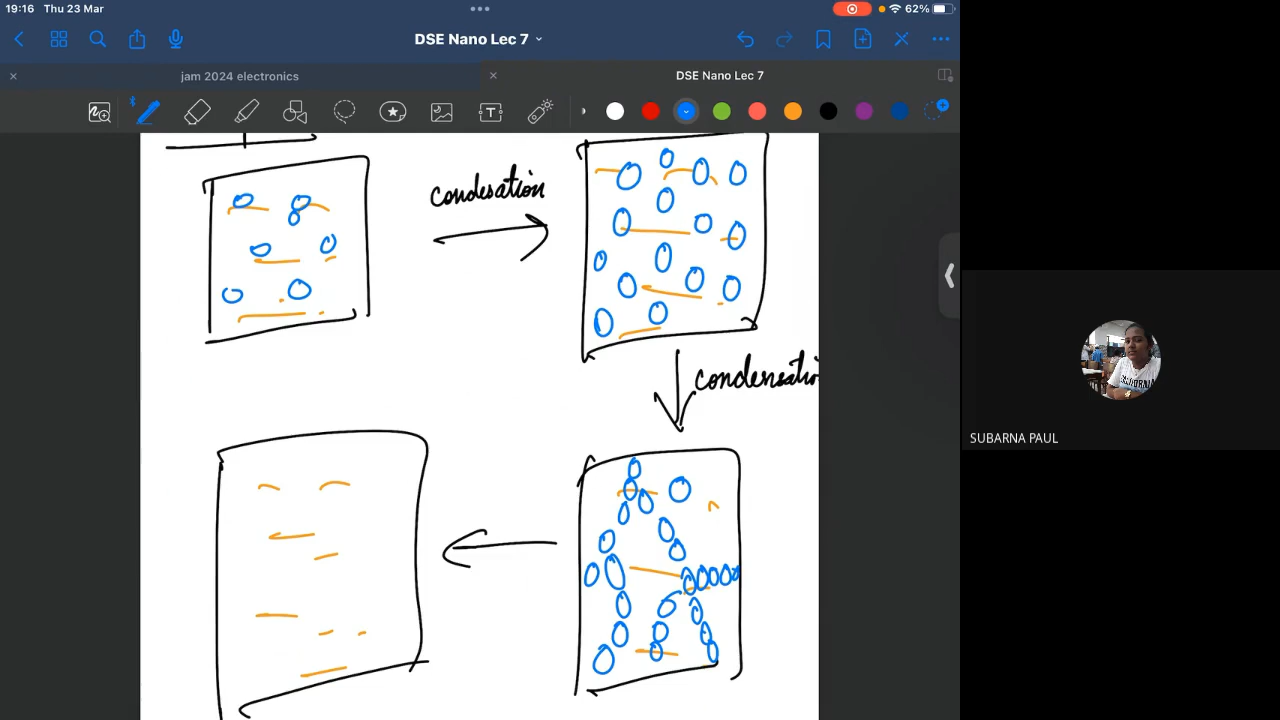 19:16 Thu 23 Mar
62%
DSE Nano Lec 7
jam 2024 electronics
DSE Nano Lec 7
T
condesation
condensatio
SUBARNA PAUL